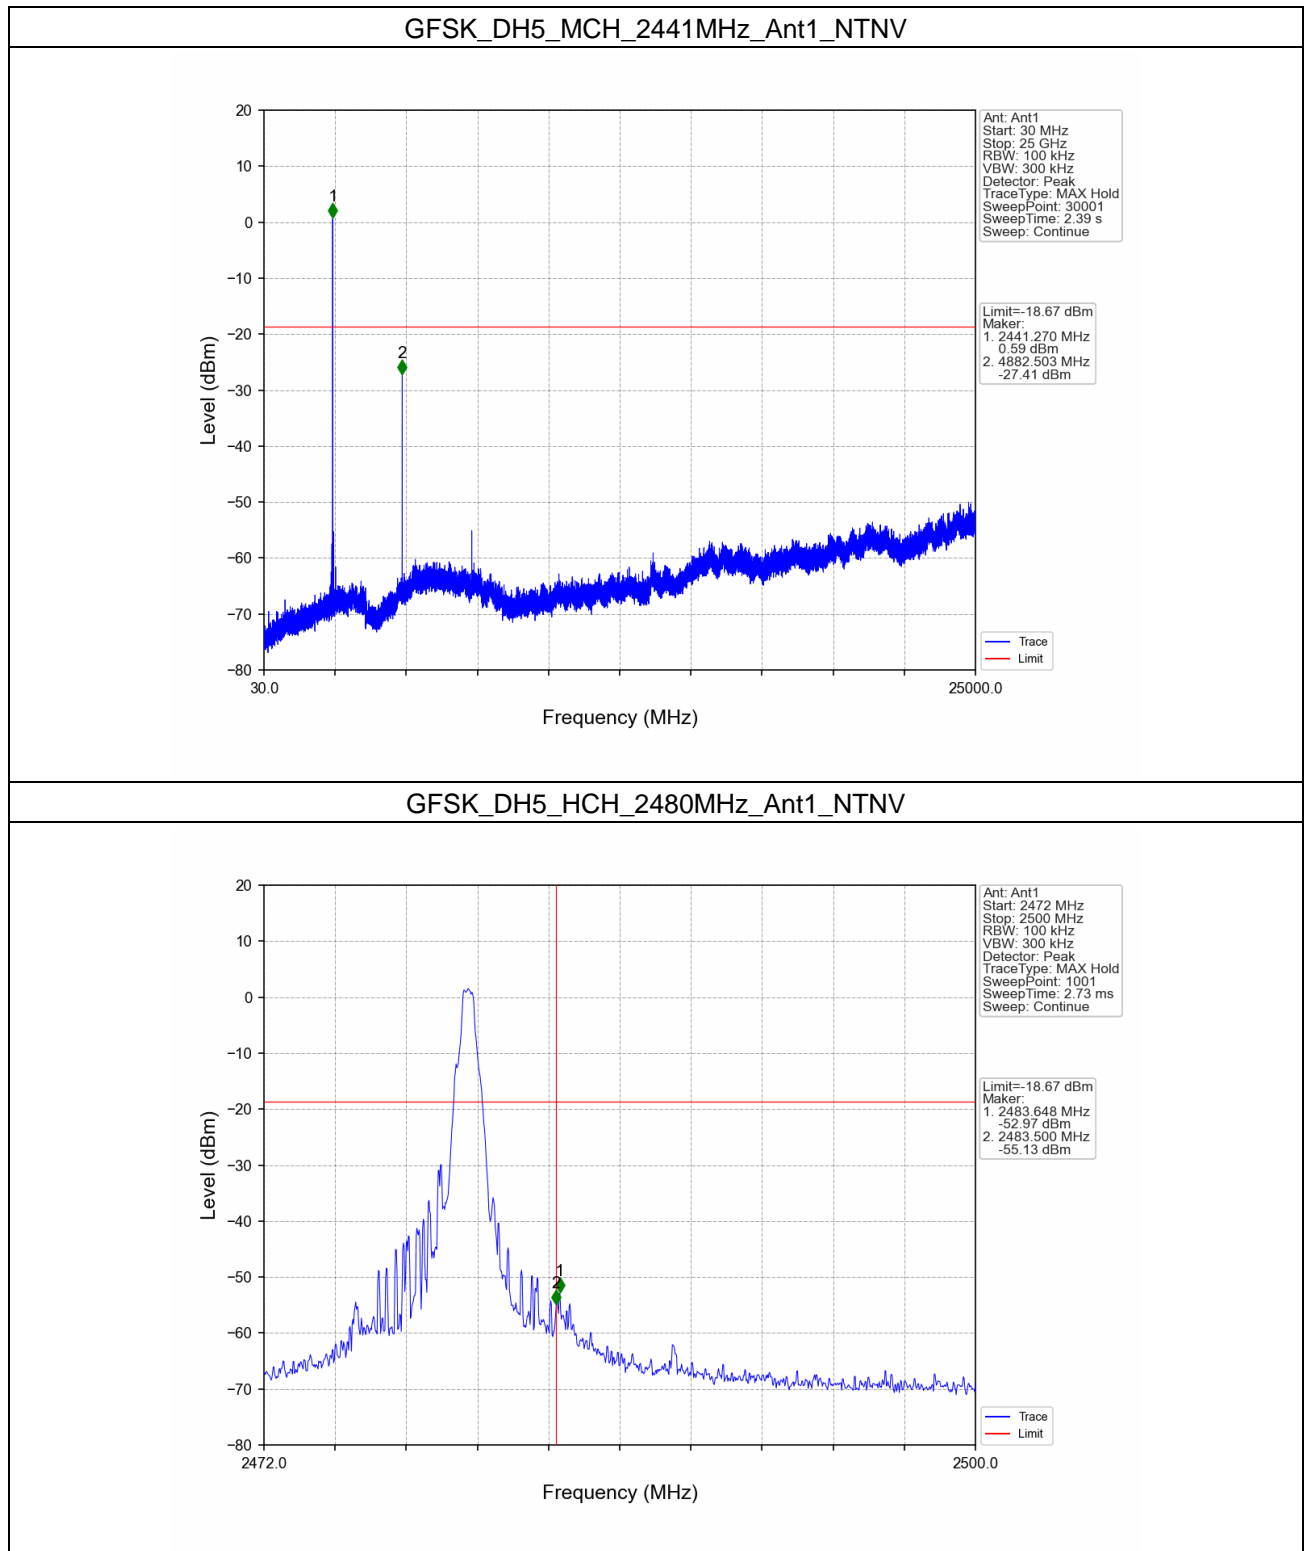 GFSK_DH5_MCH_2441MHz_Ant1_NTNV
20
10
0
−10
−20
−30
−40
−50
−60
−70
−80
Level (dBm)
1
2
30.0
25000.0
Frequency (MHz)
Ant: Ant1
Start: 30 MHz
Stop: 25 GHz
RBW: 100 kHz
VBW: 300 kHz
Detector: Peak
TraceType: MAX Hold
SweepPoint: 30001
SweepTime: 2.39 s
Sweep: Continue
Limit=-18.67 dBm
Maker:
1. 2441.270 MHz
0.59 dBm
2. 4882.503 MHz
-27.41 dBm
Trace
Limit
GFSK_DH5_HCH_2480MHz_Ant1_NTNV
20
10
0
−10
−20
−30
−40
−50
−60
−70
−80
Level (dBm)
1
2
2472.0
2500.0
Frequency (MHz)
Ant: Ant1
Start: 2472 MHz
Stop: 2500 MHz
RBW: 100 kHz
VBW: 300 kHz
Detector: Peak
TraceType: MAX Hold
SweepPoint: 1001
SweepTime: 2.73 ms
Sweep: Continue
Limit=-18.67 dBm
Maker:
1. 2483.648 MHz
-52.97 dBm
2. 2483.500 MHz
-55.13 dBm
Trace
Limit